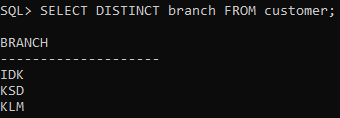 SQL> SELECT DISTINCT branch FROM customer;
BRANCH
--------------------
IDK
KSD
KLM